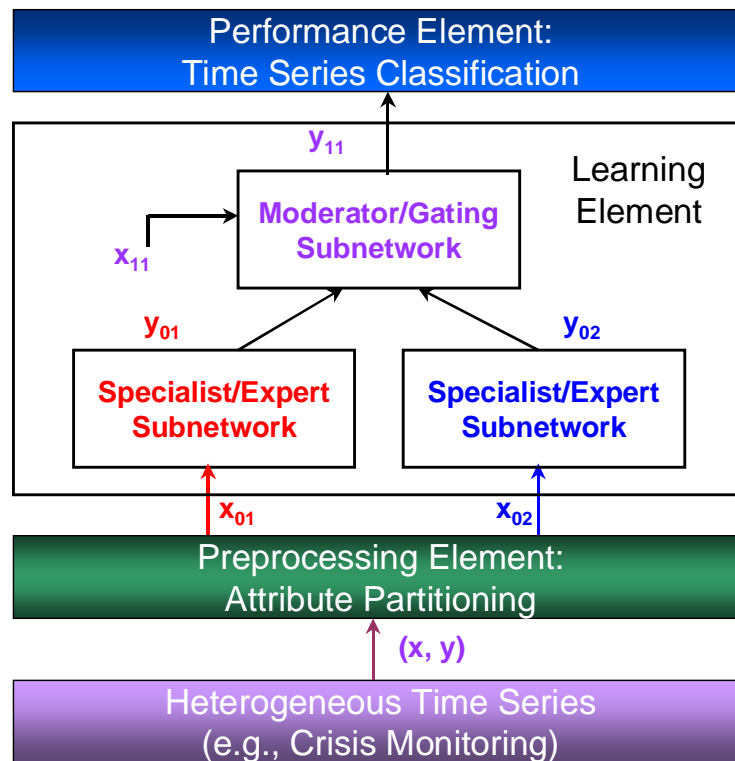 Performance Element:
Time Series Classification
y11
Learning
Element
Moderator/Gating
Subnetwork
x11
y01
y02
Specialist/Expert
Subnetwork
Specialist/Expert
Subnetwork
x01
x02
Preprocessing Element:
Attribute Partitioning
(x, y)
Heterogeneous Time Series
(e.g., Crisis Monitoring)